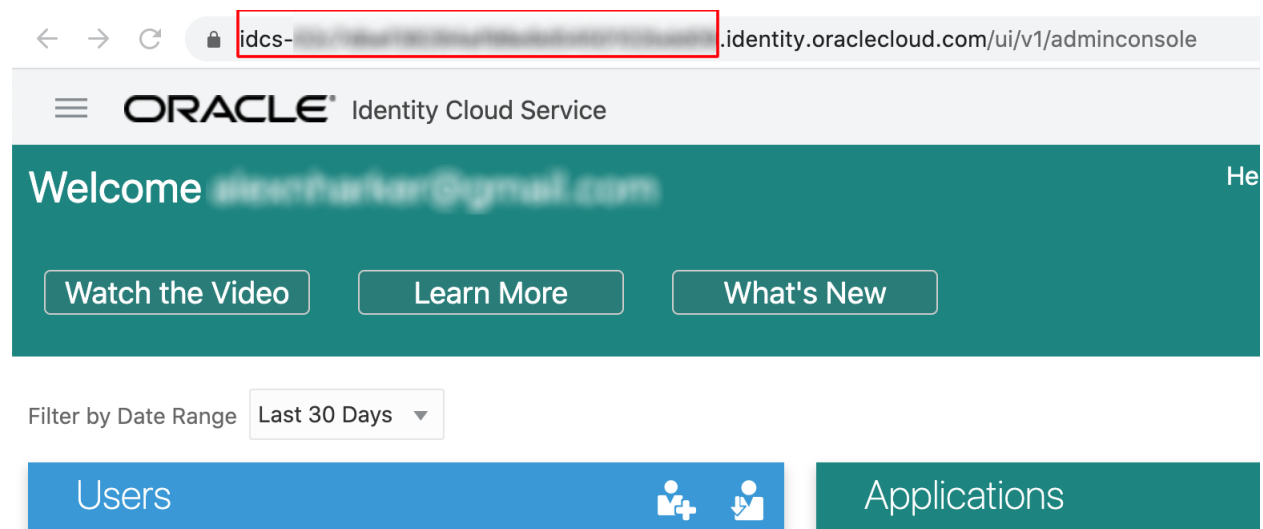 idcs- .identity.oraclecloud.com/ui/v1/adminconsole
ORACLE® Identity Cloud Service
Welcome
He
Watch the Video Learn More What's New
Filter by Date Range Last 30 Days
Users Applications